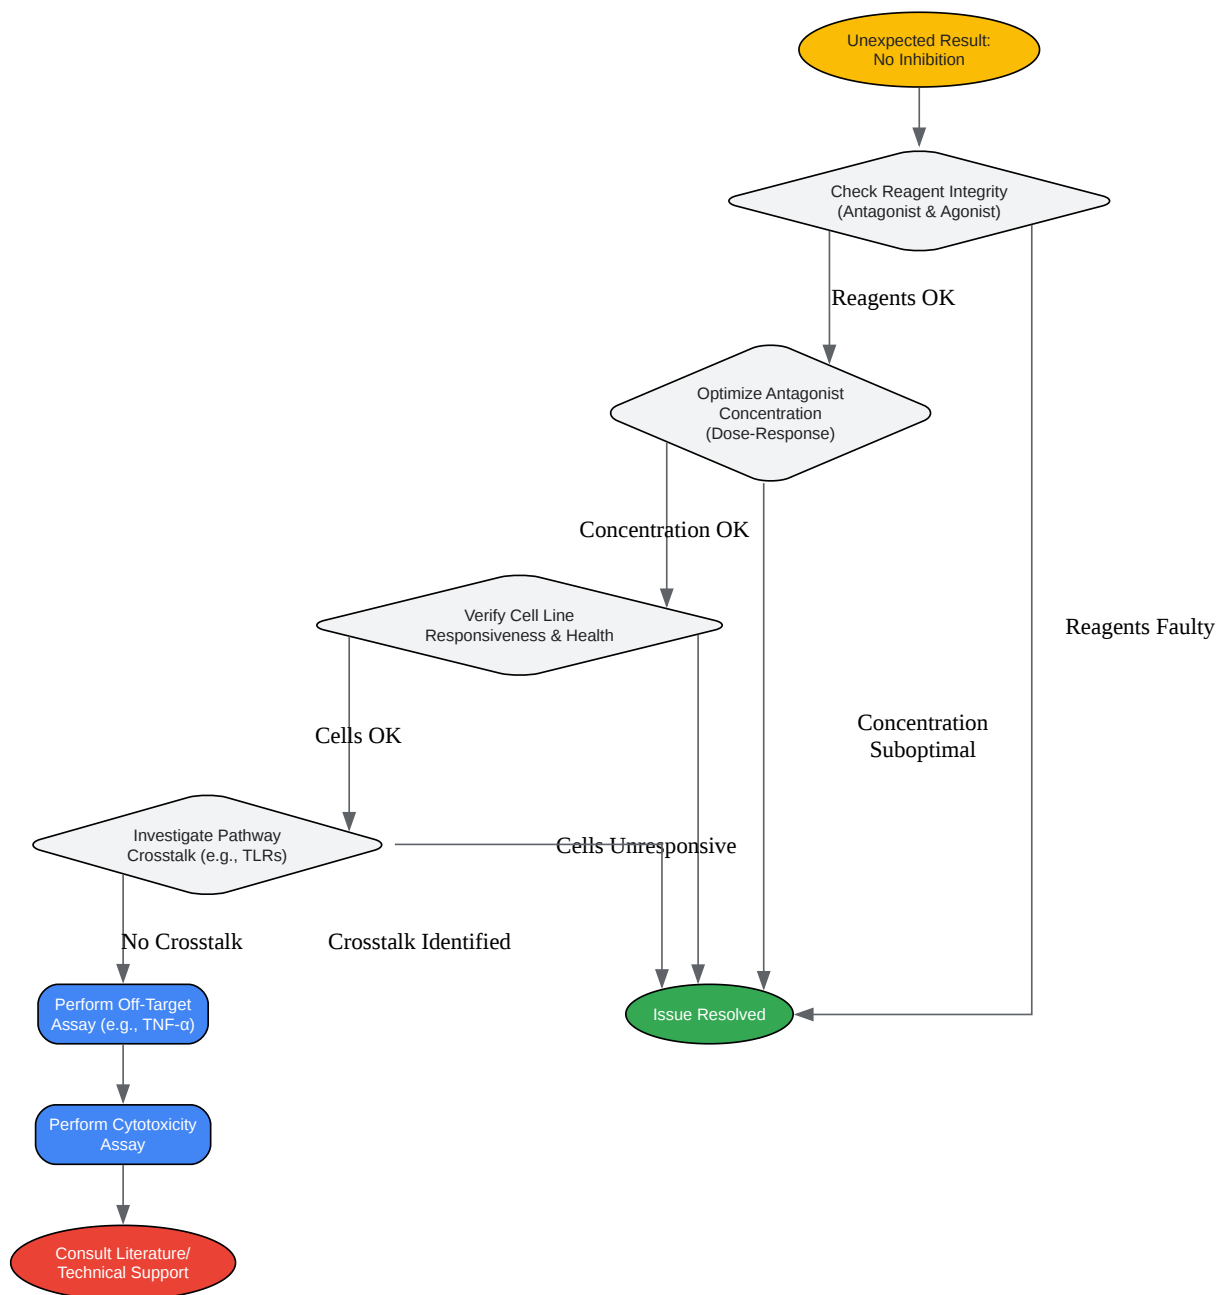 Unexpected Result:
No Inhibition
Check Reagent Integrity
(Antagonist & Agonist)
Reagents OK
Optimize Antagonist
Concentration
(Dose-Response)
Concentration OK
Verify Cell Line
Responsiveness & Health
Reagents Faulty
Concentration
Suboptimal
Cells OK
Investigate Pathway
Crosstalk (e.g., TLRs)
Cells Unresponsive
No Crosstalk
Crosstalk Identified
Perform Off-Target
Assay (e.g., TNF-α)
Issue Resolved
Perform Cytotoxicity
Assay
Consult Literature/
Technical Support